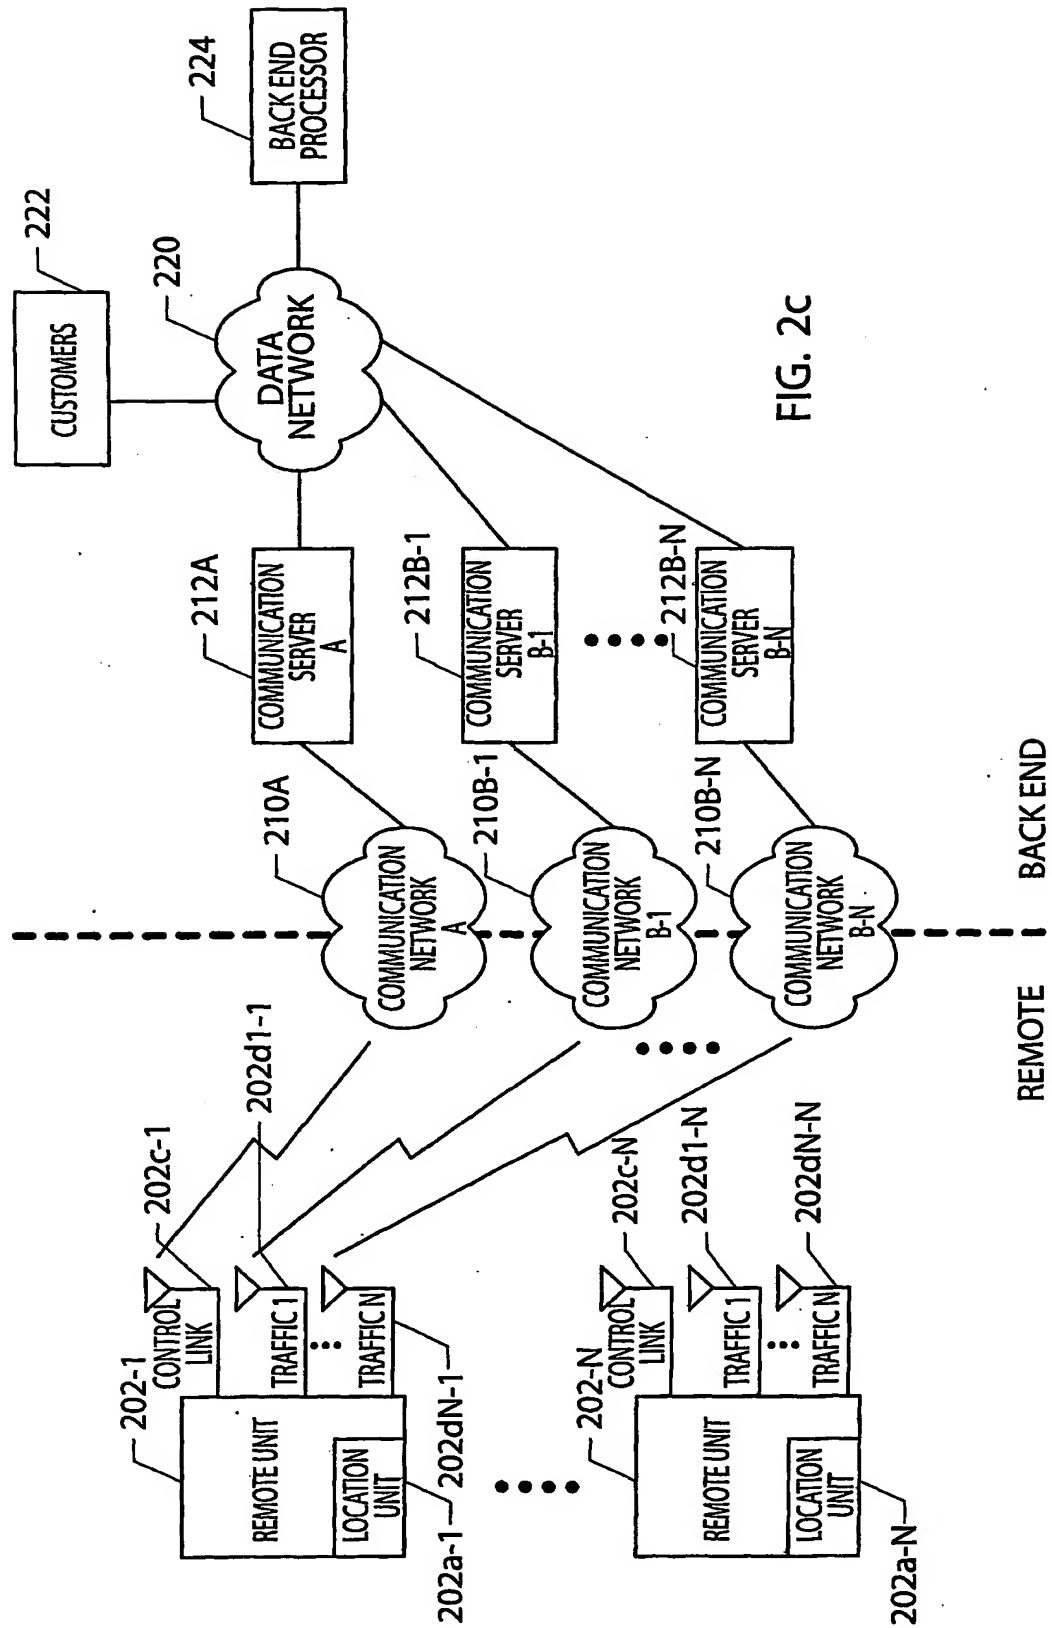 202-1
CONTROL
LINK
202c-1
REMOTE UNIT
TRAFFIC 1
202d1-1
TRAFFIC N
LOCATION
UNIT
202a-1
202dN-1
202-N
CONTROL
LINK
202c-N
REMOTE UNIT
TRAFFIC 1
202d1-N
TRAFFIC N
202dN-N
LOCATION
UNIT
202a-N
210A
COMMUNICATION
NETWORK
A
210B-1
COMMUNICATION
NETWORK
B-1
210B-N
COMMUNICATION
NETWORK
B-N
212A
COMMUNICATION
SERVER
A
212B-1
COMMUNICATION
SERVER
B-1
212B-N
COMMUNICATION
SERVER
B-N
222
CUSTOMERS
220
DATA
NETWORK
224
BACK END
PROCESSOR
REMOTE
BACK END
FIG. 2c